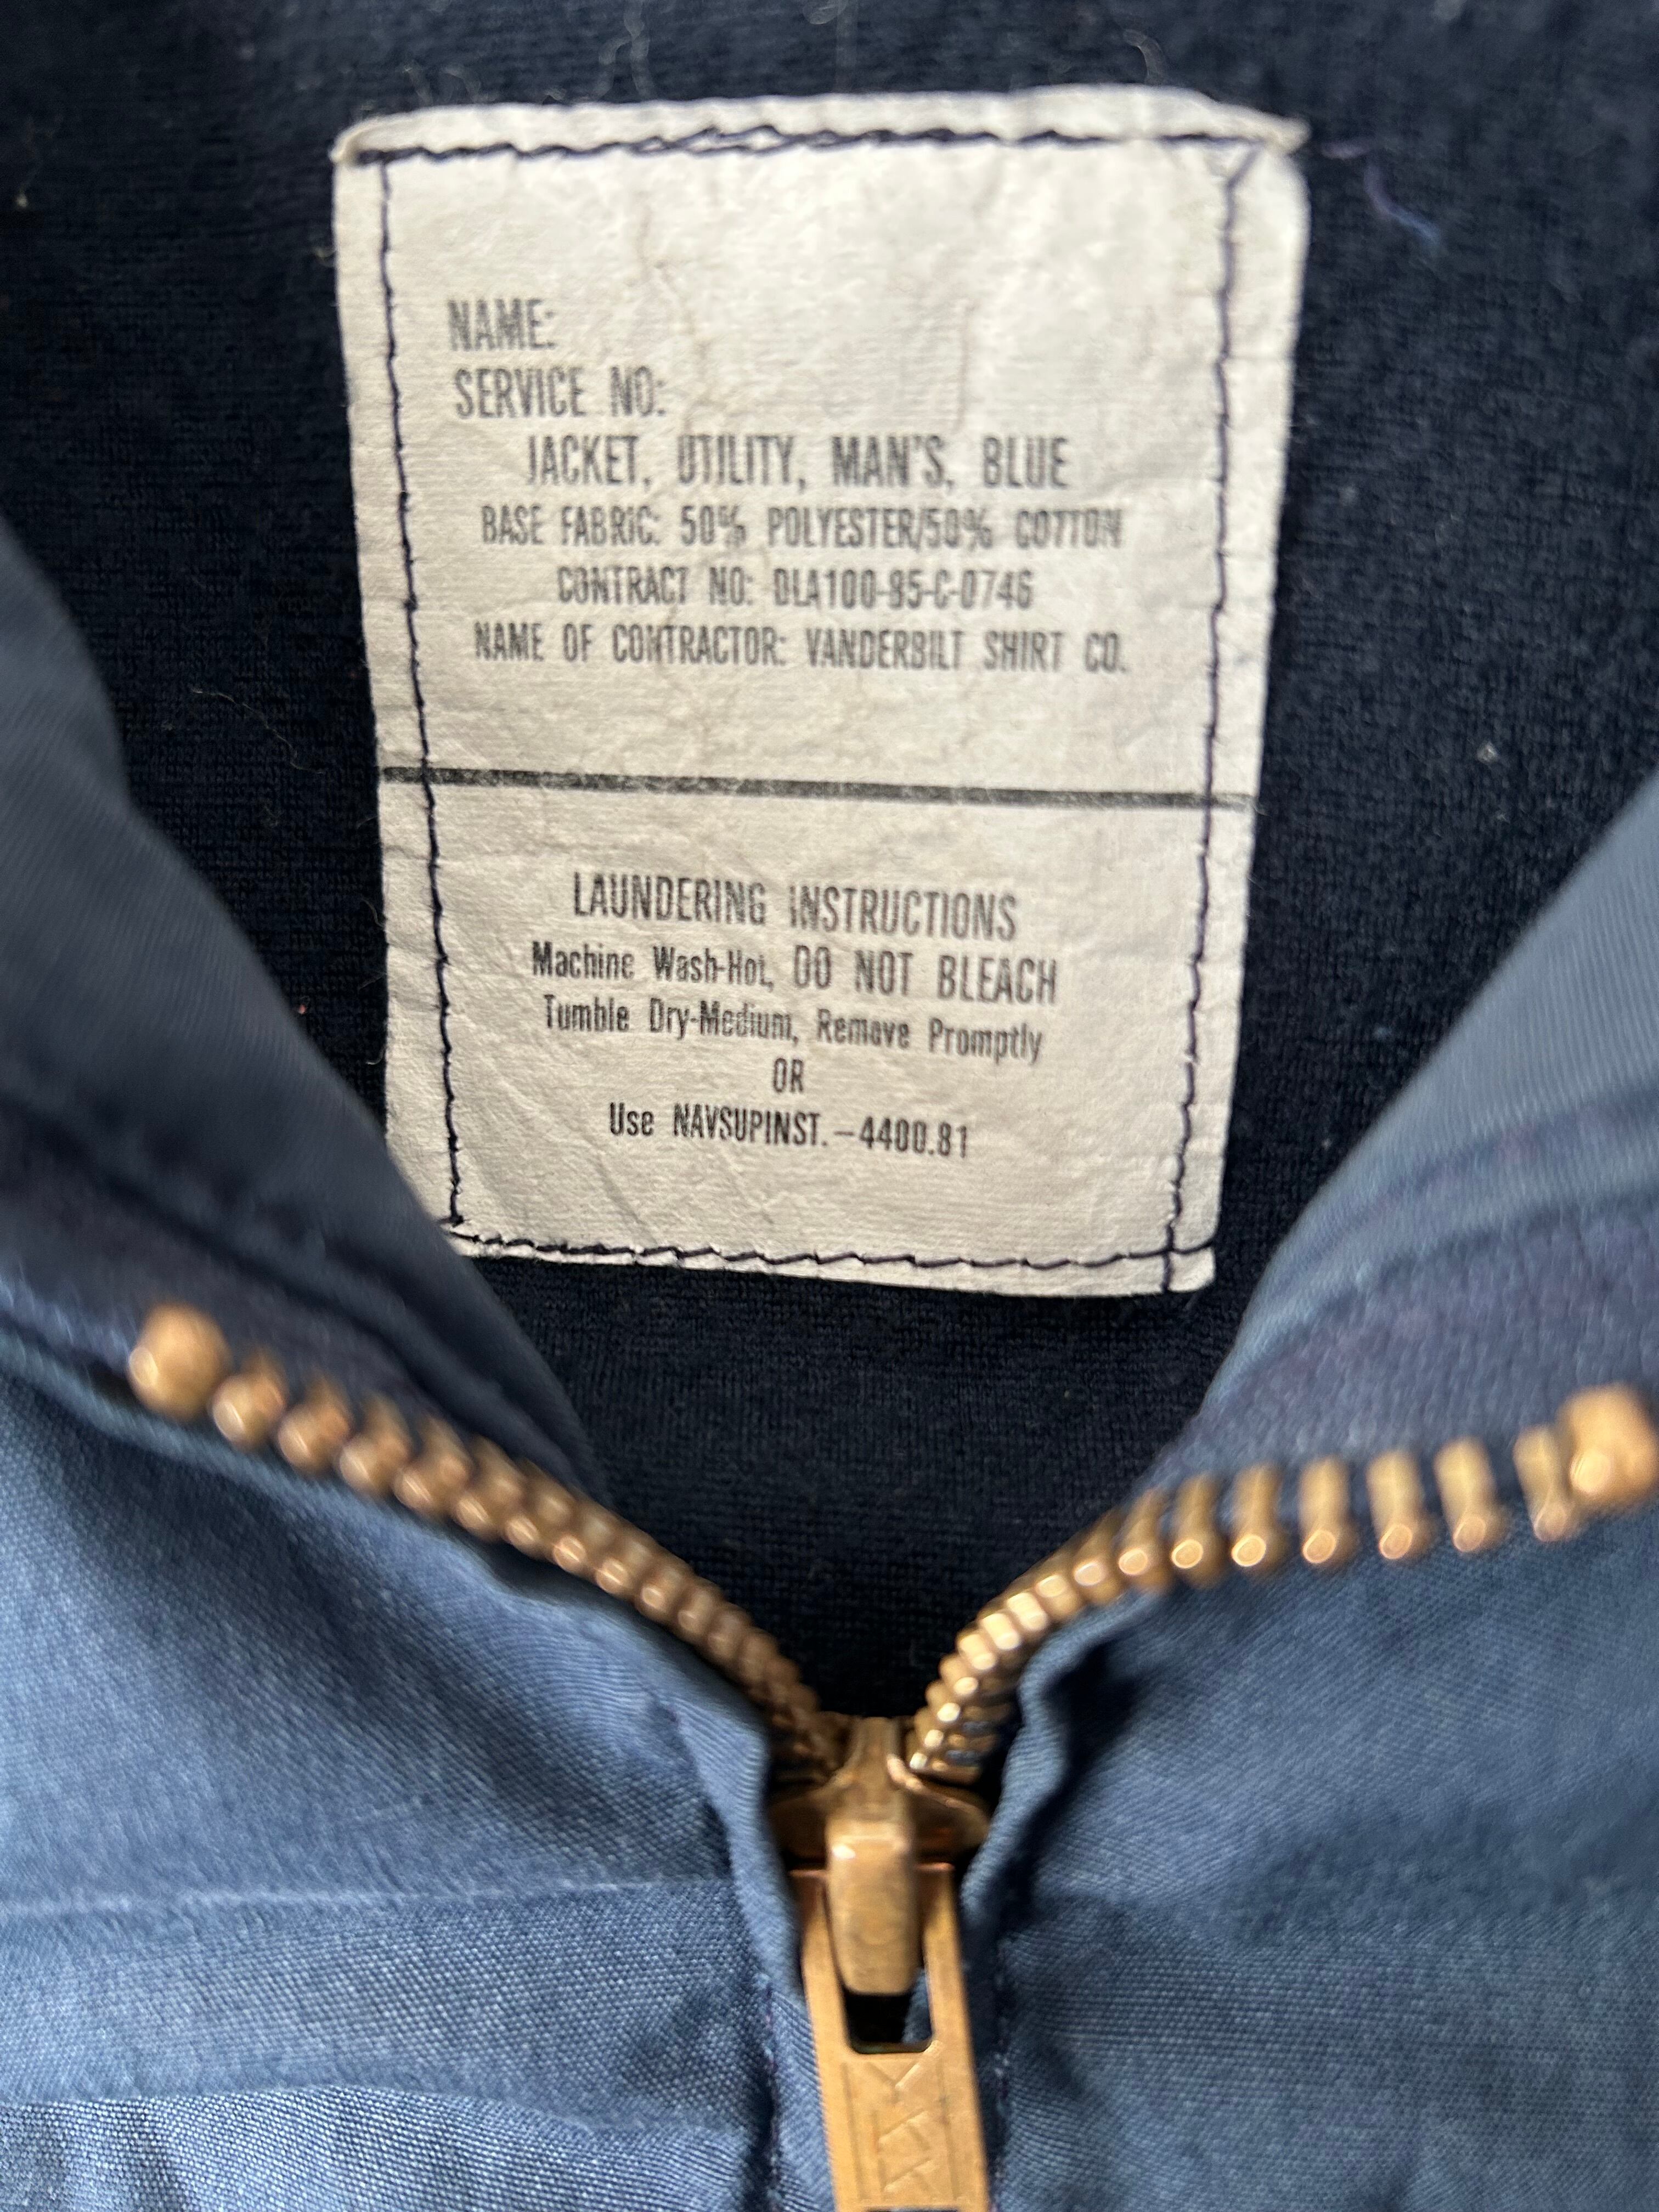 NAME:
SERVICE NO:
JACKET, UTILITY, MAN'S, BLUE
BASE FABRIC: 50% POLYESTER/50% COTTON
CONTRACT NO: DLA100-85-C-0746
NAME OF CONTRACTOR: VANDERBILT SHIRT CO.
LAUNDERING INSTRUCTIONS
Machine Wash-Hot, DO NOT BLEACH
Tumble Dry-Medium, Remove Promptly
OR
Use NAVSUPINST.-4400.81
YKK